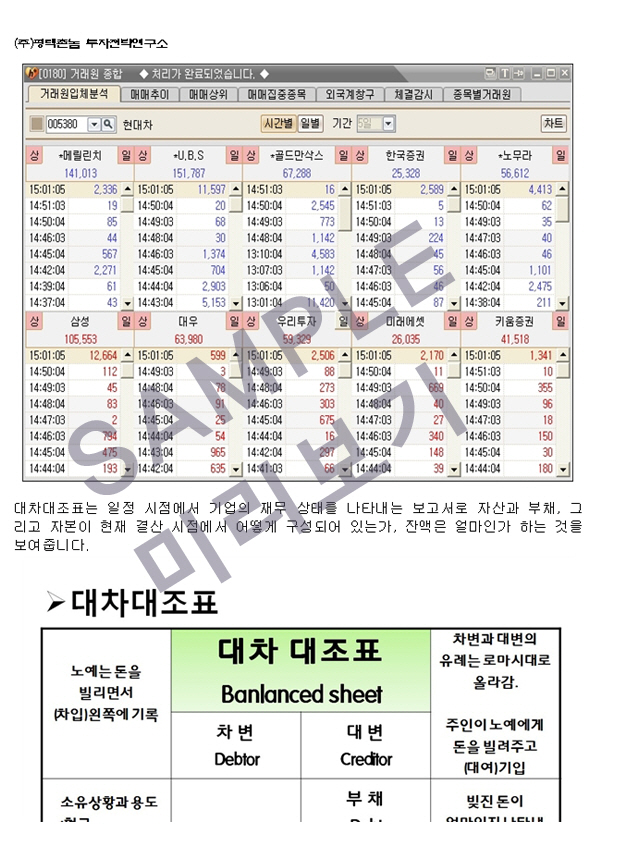 (주)평택촌놈 투자전략연구소
[0180] 거래원 종합 ◆ 처리가 완료되었습니다. ◆
거래원입체분석 매매추이 매매상위 매매집중종목 외국계창구 체결감시 종목별거래원
005380 현대차 시간별 일별 기간 5일 차트
상 *메릴린치 일 상 *U,B,S 일 상 *골드만삭스 일 상 한국증권 일 상 *노무라 일
141,013 151,787 67,288 25,328 56,612
15:01:05 2,336 15:01:05 11,597 14:51:03 16 15:01:05 2,589 15:01:05 4,413
14:51:03 19 14:50:04 20 14:50:04 2,545 14:51:03 5 14:50:04 62
14:50:04 85 14:49:03 68 14:49:03 773 14:50:04 13 14:49:03 35
14:46:03 44 14:48:04 30 14:48:04 1,142 14:49:03 224 14:47:03 40
14:45:04 567 14:46:03 1,374 13:10:04 4,583 14:48:04 45 14:46:03 46
14:42:04 2,271 14:45:04 704 13:07:03 1,142 14:47:03 56 14:45:04 1,101
14:39:04 61 14:44:04 2,903 13:06:04 50 14:46:03 46 14:42:04 2,475
14:37:04 43 14:43:04 5,153 13:01:04 11,420 14:45:04 87 14:38:04 211
상 삼성 일 상 대우 일 상 우리투자 일 상 미래에셋 일 상 키움증권 일
105,553 63,980 59,329 26,035 41,518
15:01:05 12,664 15:01:05 599 15:01:05 2,506 15:01:05 2,170 15:01:05 1,341
14:50:04 112 14:49:03 3 14:49:03 88 14:50:04 11 14:51:03 10
14:49:03 45 14:48:04 78 14:48:04 273 14:49:03 669 14:50:04 355
14:48:04 83 14:46:03 91 14:46:03 303 14:48:04 40 14:49:03 96
14:47:03 2 14:45:04 25 14:45:04 675 14:47:03 27 14:48:04 18
14:46:03 794 14:44:04 54 14:44:04 16 14:46:03 340 14:46:03 150
14:45:04 475 14:43:04 965 14:42:04 297 14:45:04 148 14:45:04 30
14:44:04 193 14:42:04 635 14:41:03 66 14:44:04 39 14:44:04 180
SAMPLE
미리보기
대차대조표는 일정 시점에서 기업의 재무 상태를 나타내는 보고서로 자산과 부채, 그
리고 자본이 현재 결산 시점에서 어떻게 구성되어 있는가, 잔액은 얼마인가 하는 것을
보여줍니다.
➢대차대조표
노예는 돈을
빌리면서
(차입)왼쪽에 기록
대차 대조표
Banlanced sheet
차변과 대변의
유례는 로마시대로
올라감.
주인이 노예에게
돈을 빌려주고
(대여)기입
차 변
Debtor
대 변
Creditor
소유상황과 용도
부 채
빚진 돈이